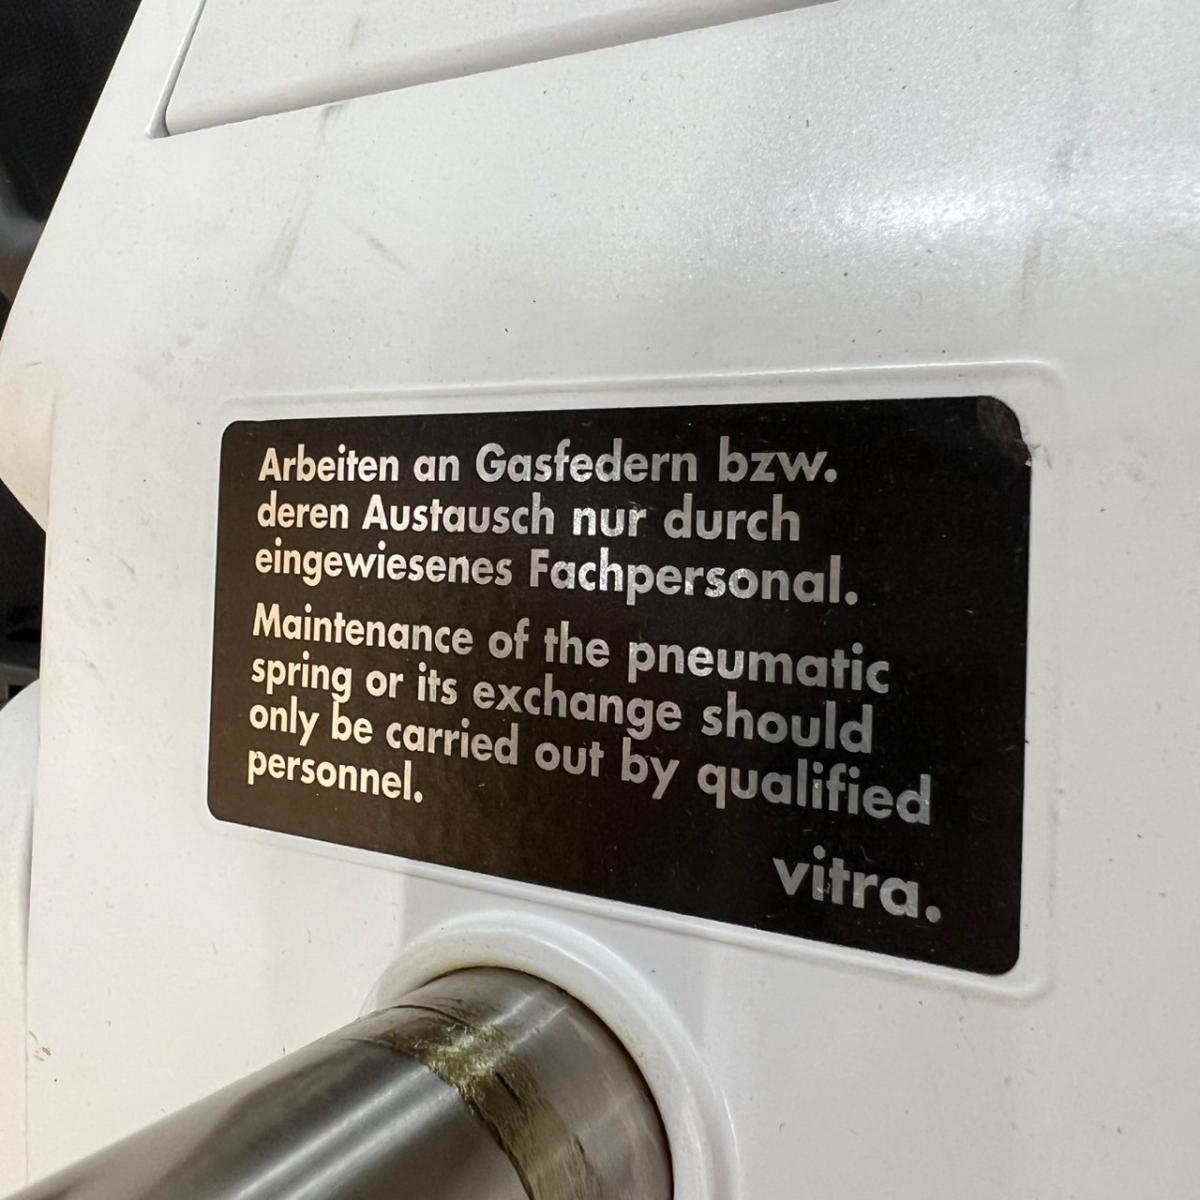 Arbeiten an Gasfedern bzw.
deren Austausch nur durch
eingewiesenes Fachpersonal.
Maintenance of the pneumatic
spring or its exchange should
only be carried out by qualified
personnel.
vitra.